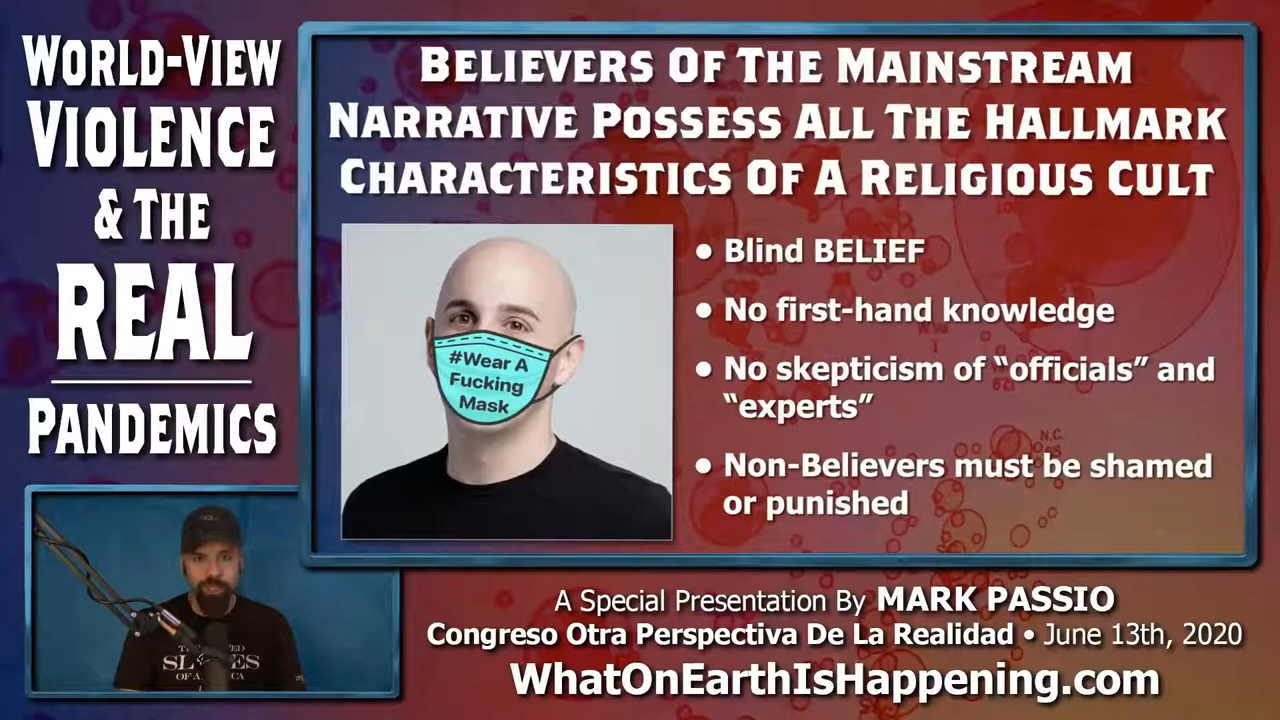 WORLD-VIEW
VIOLENCE
& THE
REAL
PANDEMICS
BELIEVERS OF THE MAINSTREAM
NARRATIVE POSSESS ALL THE HALLMARK
CHARACTERISTICS OF A RELIGIOUS CULT
#Wear A
Fucking
Mask
• Blind BELIEF
• No first-hand knowledge
• No skepticism of “officials” and
“experts”
• Non-Believers must be shamed
or punished
A Special Presentation By MARK PASSIO
Congreso Otra Perspectiva De La Realidad • June 13th, 2020
WhatOnEarthIsHappening.com